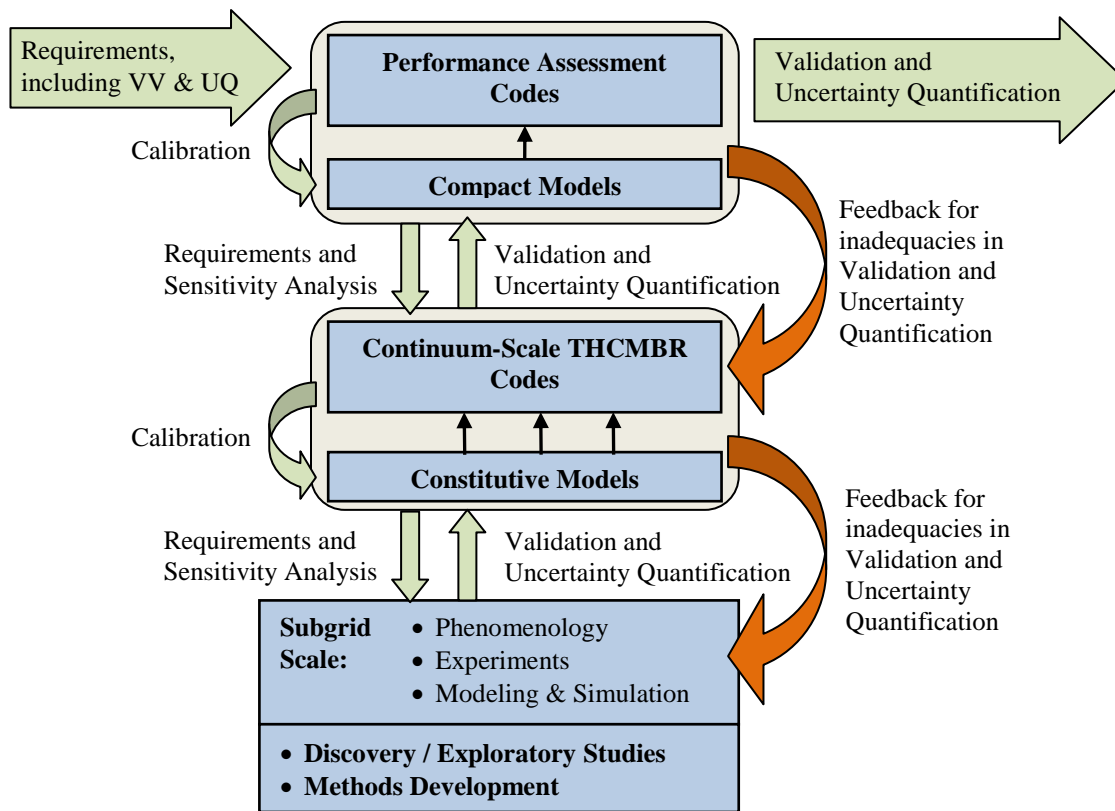 Requirements,
including VV & UQ
Performance Assessment
Codes
Validation and
Uncertainty Quantification
Calibration
Compact Models
Requirements and
Sensitivity Analysis
Validation and
Uncertainty Quantification
Feedback for
inadequacies in
Validation and
Uncertainty
Quantification)
Continuum-Scale THCMBR
Codes
Calibration
Constitutive Models
Requirements and
Sensitivity Analysis
Validation and
Uncertainty Quantification)
Feedback for
inadequacies in
Validation and
Uncertainty
Quantification)
Subgrid
Scale:
• Phenomenology
• Experiments
• Modeling & Simulation
• Discovery / Exploratory Studies
• Methods Development